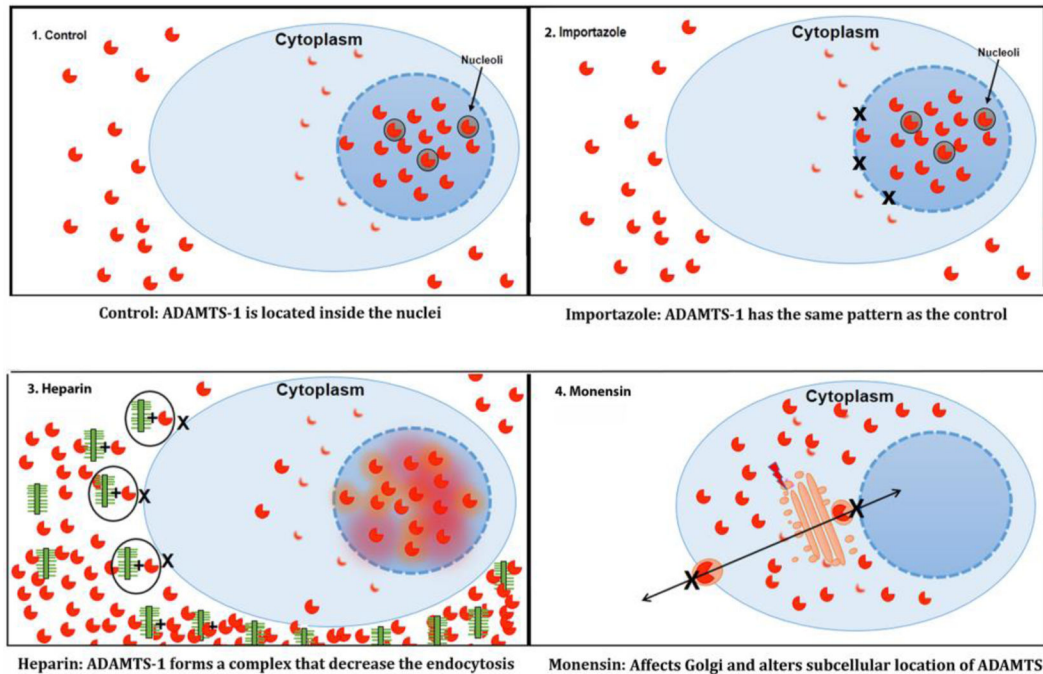 1. Control
Cytoplasm
Nucleoli
2. Importazole
Cytoplasm
Nucleoli
X
X
X
Control: ADAMTS-1 is located inside the nuclei
Importazole: ADAMTS-1 has the same pattern as the control
3. Heparin
Cytoplasm
+
X
+
+
X
+
X
+
+
4. Monensin
Cytoplasm
X
X
Heparin: ADAMTS-1 forms a complex that decrease the endocytosis
Monensin: Affects Golgi and alters subcellular location of ADAMTS